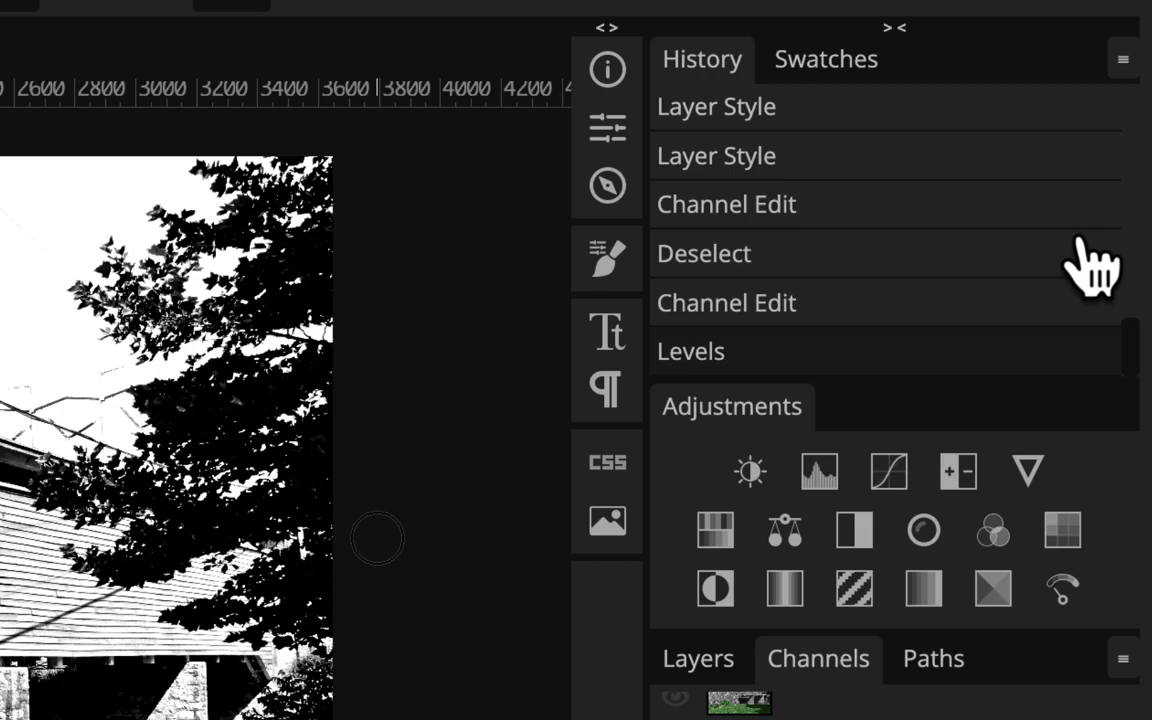 < > > <
History Swatches
2600 2800 3000 3200 3400 3600 3800 4000 4200
Layer Style
Layer Style
Channel Edit
Deselect
Channel Edit
Levels
Tt
¶
CSS
Adjustments
Layers Channels Paths